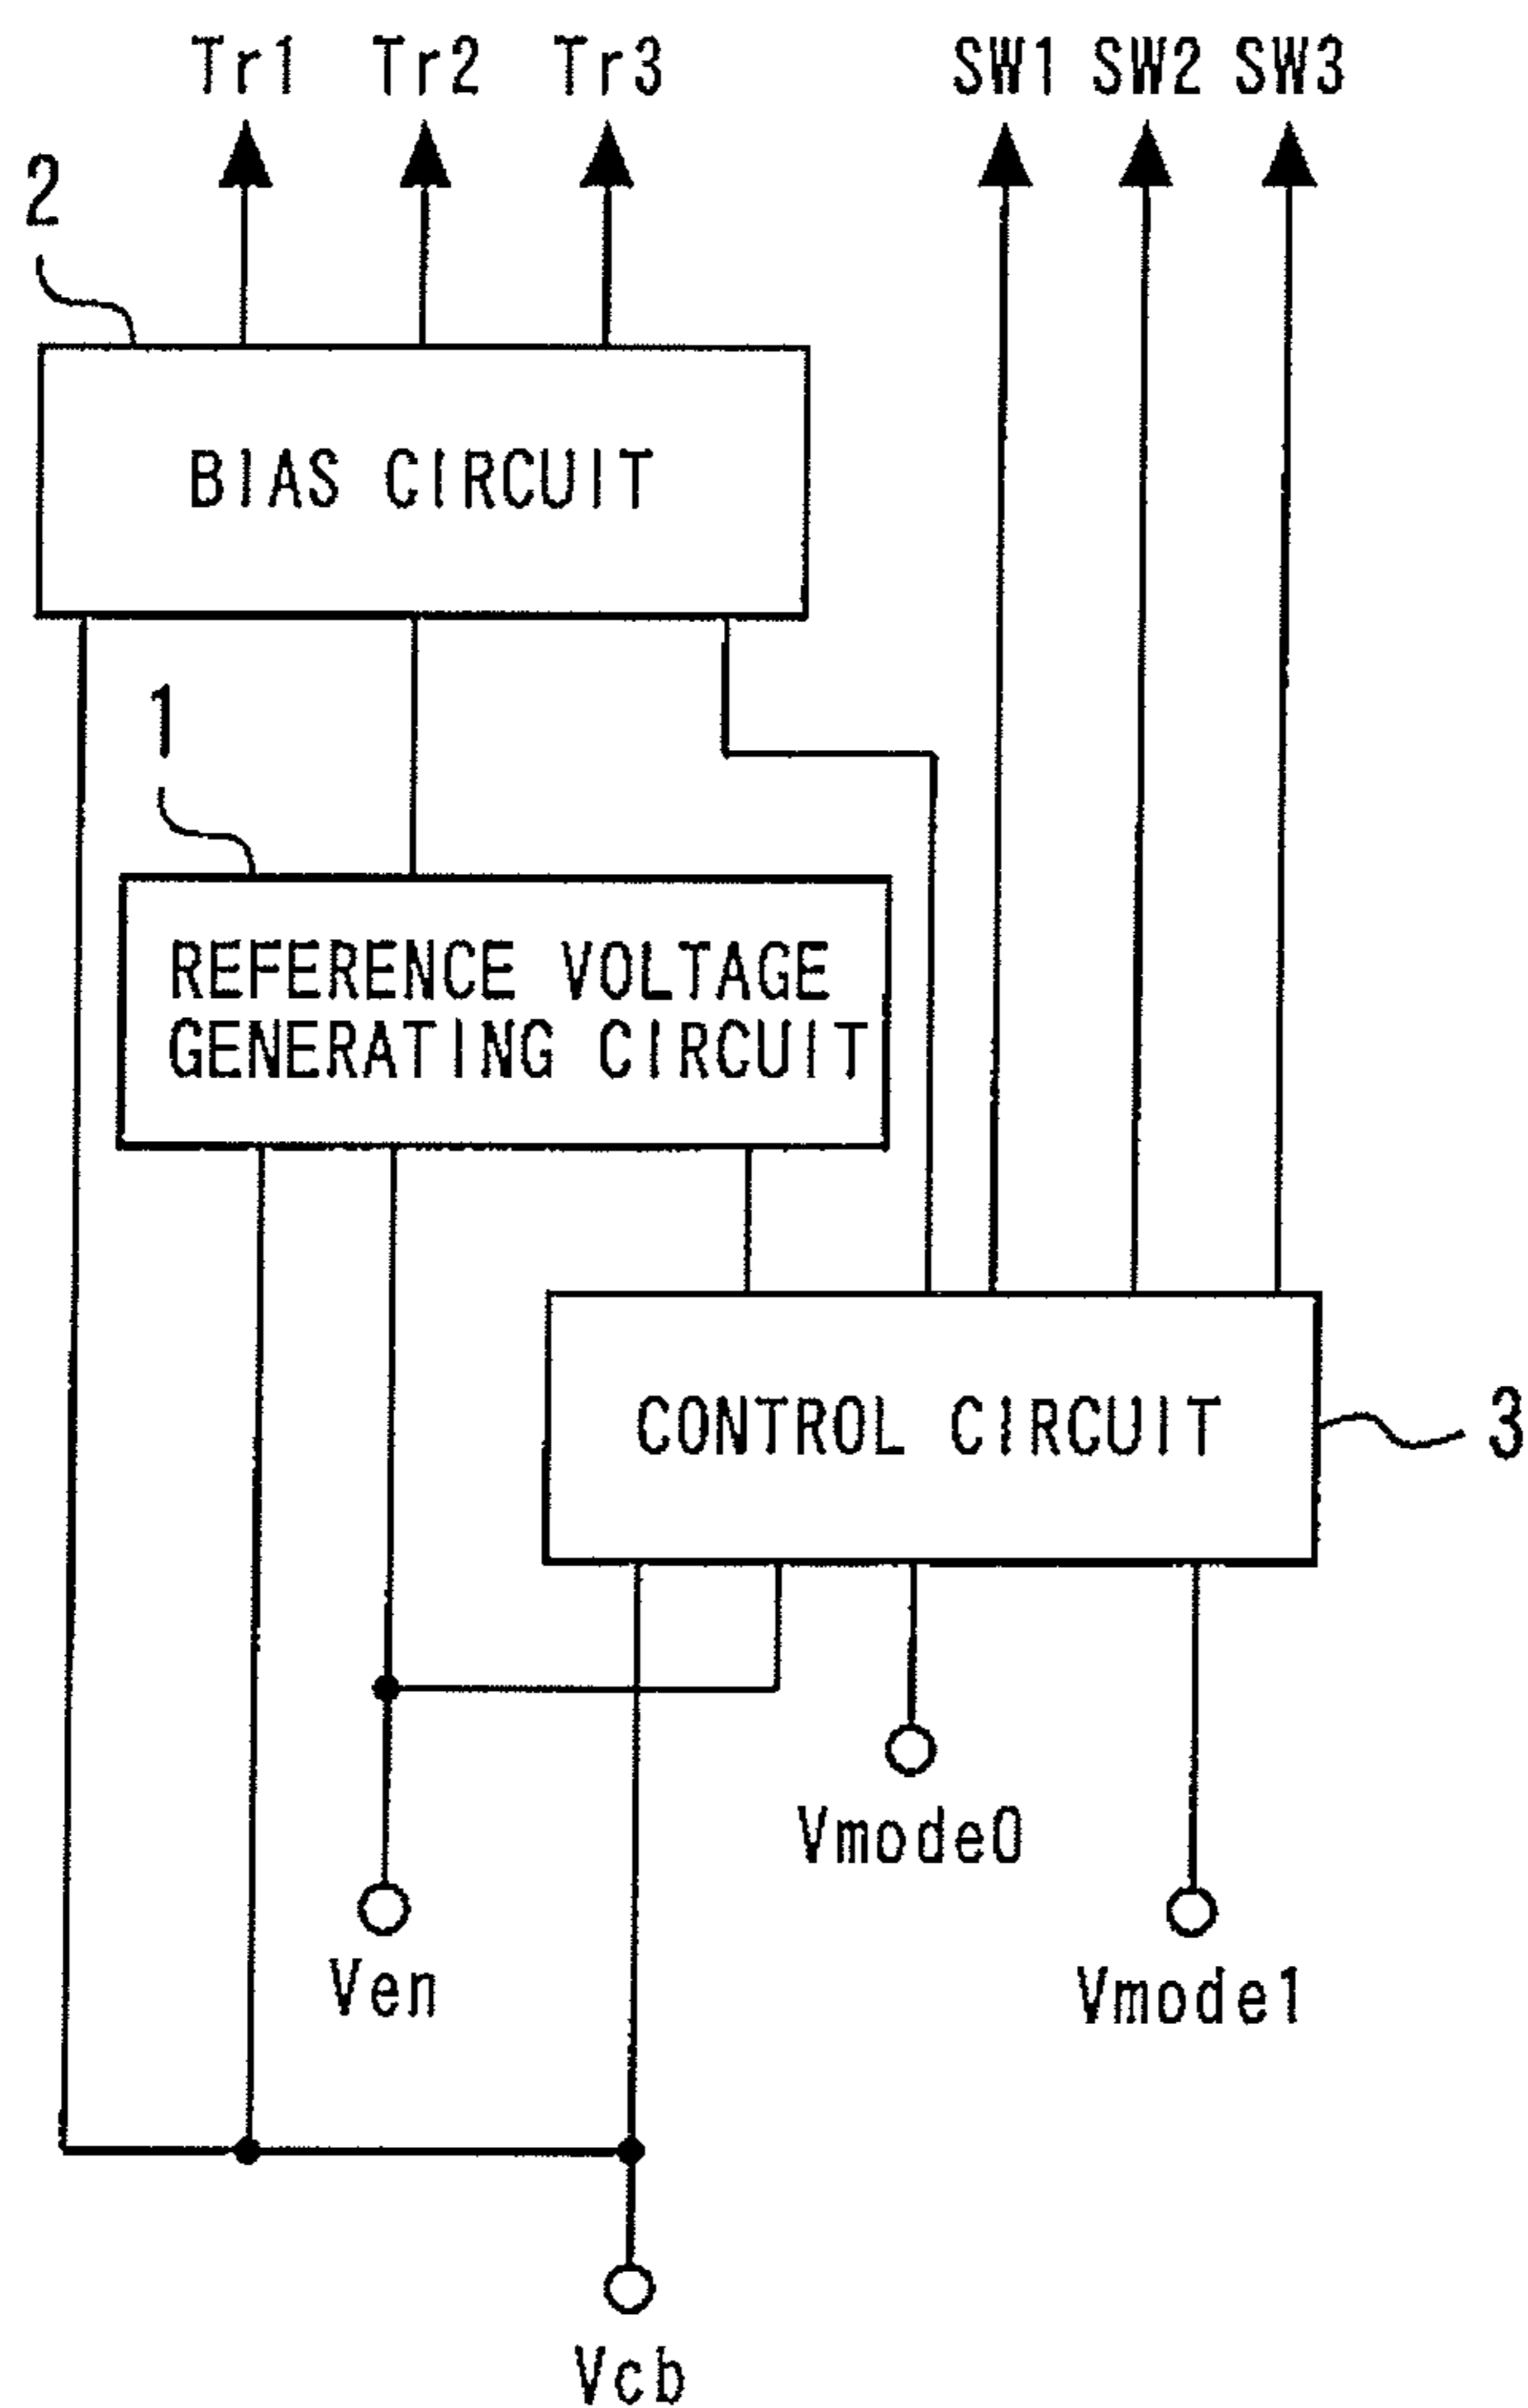 Tr1 Tr2 Tr3 SW1 SW2 SW3
2
BIAS CIRCUIT
1
REFERENCE VOLTAGE
GENERATING CIRCUIT
CONTROL CIRCUIT
3
Vmode0
Ven
Vmode1
Vcb